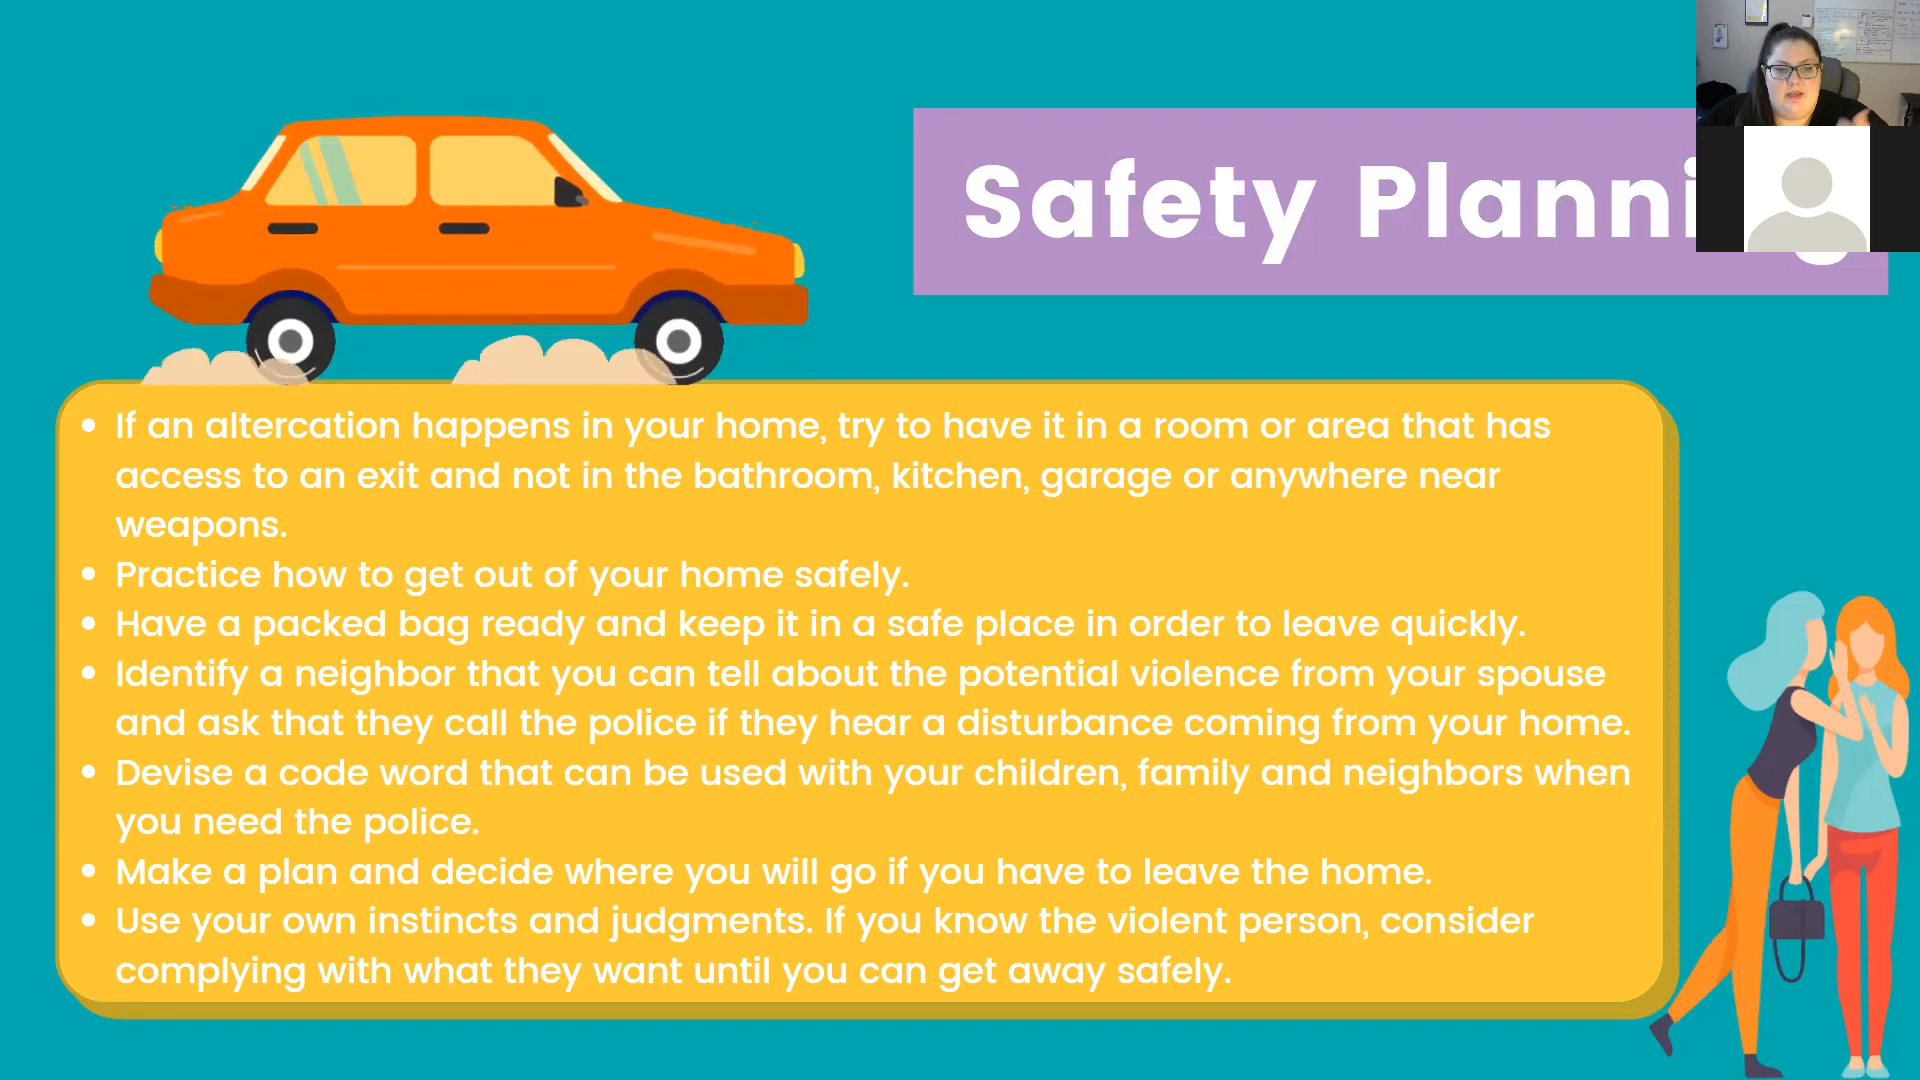 Safety Planni
• If an altercation happens in your home, try to have it in a room or area that has
access to an exit and not in the bathroom, kitchen, garage or anywhere near
weapons.
• Practice how to get out of your home safely.
• Have a packed bag ready and keep it in a safe place in order to leave quickly.
• Identify a neighbor that you can tell about the potential violence from your spouse
and ask that they call the police if they hear a disturbance coming from your home.
• Devise a code word that can be used with your children, family and neighbors when
you need the police.
• Make a plan and decide where you will go if you have to leave the home.
• Use your own instincts and judgments. If you know the violent person, consider
complying with what they want until you can get away safely.